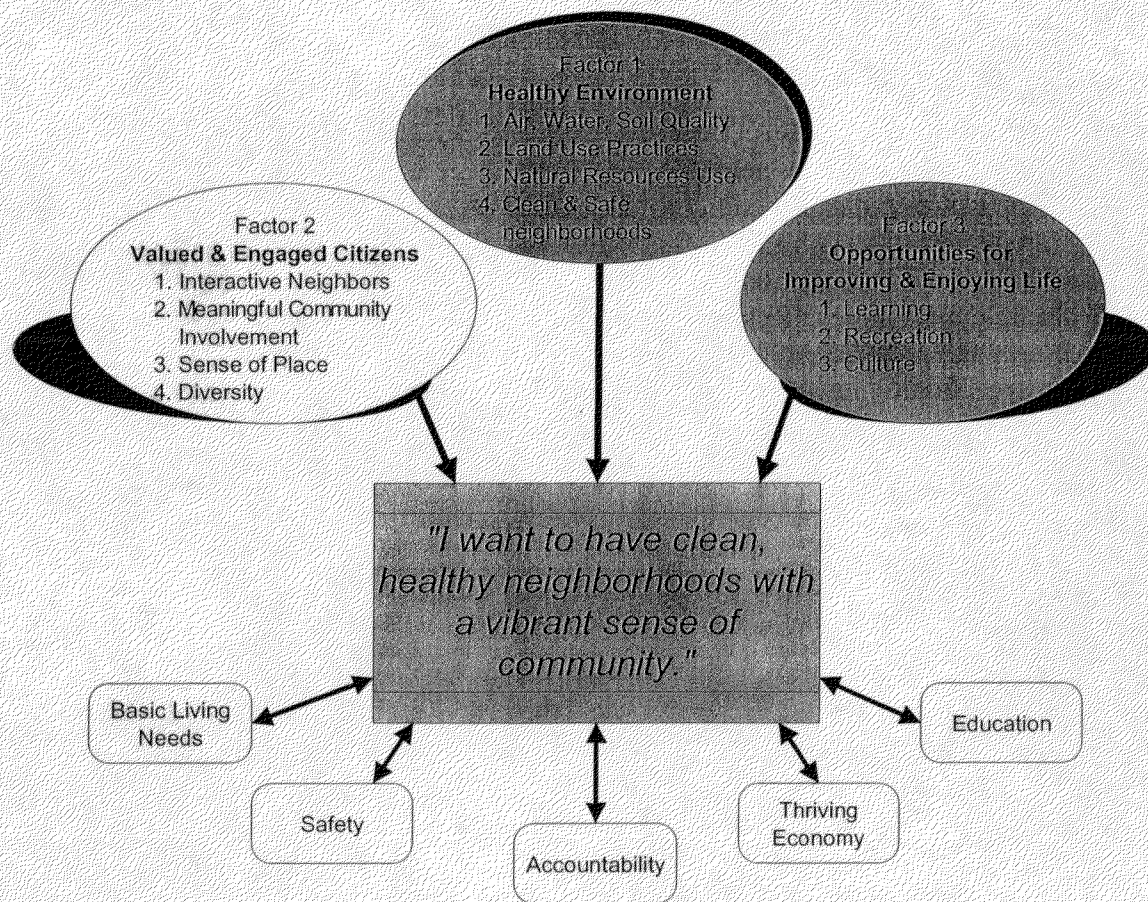 Factor 1
Healthy Environment
1. Air, Water, Soil Quality
2. Land Use Practices
3. Natural Resources Use
4. Clean & Safe
neighborhoods
Factor 2
Valued & Engaged Citizens
1. Interactive Neighbors
2. Meaningful Community
Involvement
3. Sense of Place
4. Diversity
Factor 3
Opportunities for
Improving & Enjoying Life
1. Learning
2. Recreation
3. Culture
"I want to have clean,
healthy neighborhoods with
a vibrant sense of
community."
Basic Living
Needs
Safety
Accountability
Thriving
Economy
Education